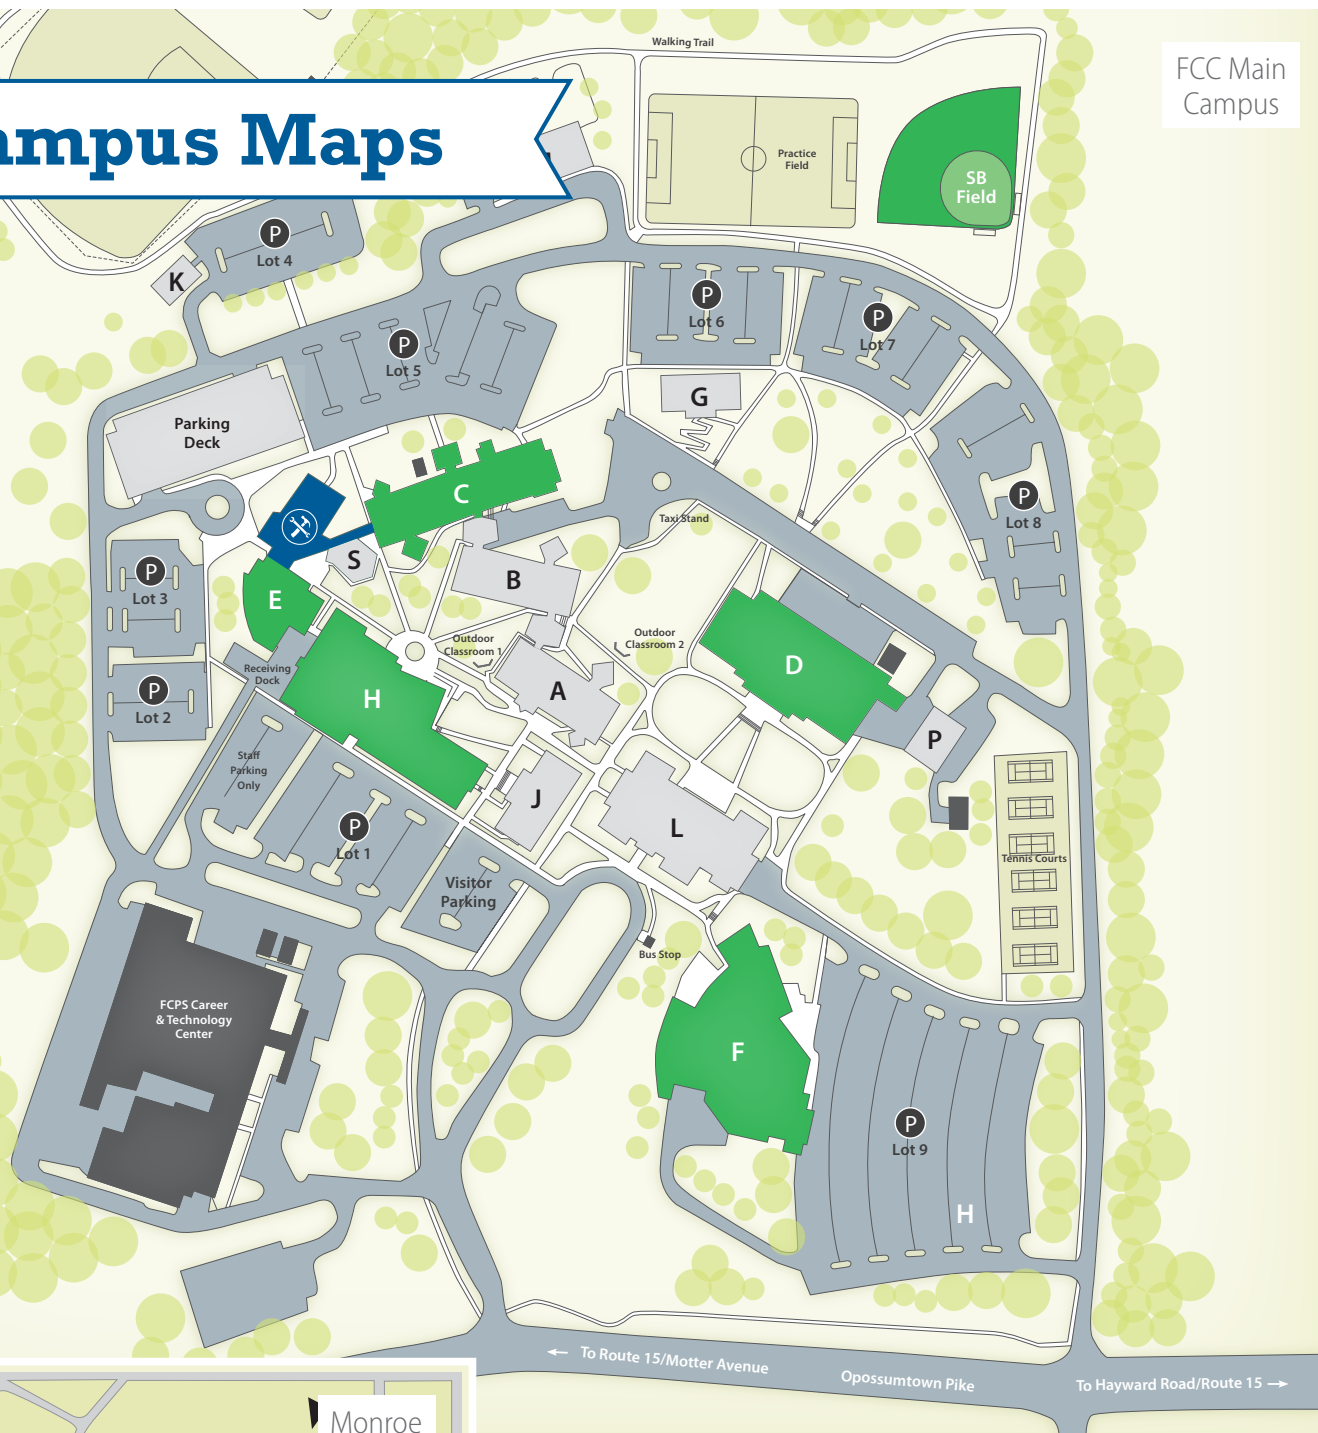 Walking Trail
FCC Main
Campus
ampus Maps
Practice
Field
SB
Field
P
Lot 4
K
P
Lot 6
P
Lot 7
P
Lot 5
G
Parking
Deck
C
P
Lot 8
Taxi Stand
S
B
P
Lot 3
E
Outdoor
Classroom 1
Outdoor
Classroom 2
Receiving
Dock
D
A
H
P
Lot 2
P
Staff
Parking
Only
J
L
P
Lot 1
Tennis Courts
Visitor
Parking
Bus Stop
FCPS Career
& Technology
Center
F
P
Lot 9
H
← To Route 15/Motter Avenue
Opossumtown Pike
To Hayward Road/Route 15 →
Monroe